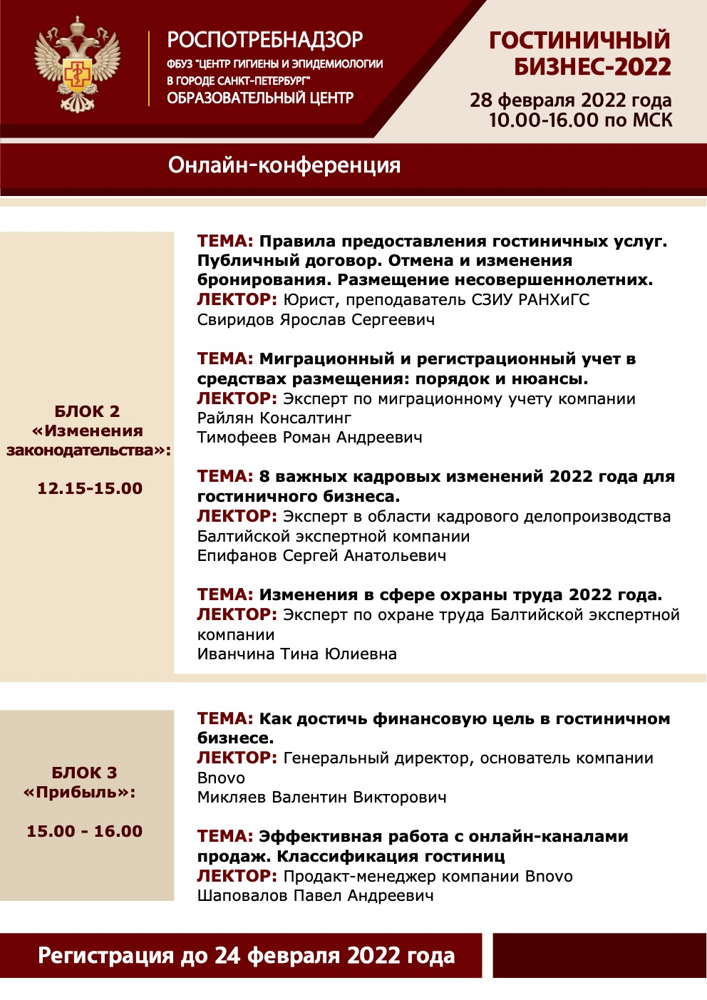 РОСПОТРЕБНАДЗОР
ФБУЗ "ЦЕНТР ГИГИЕНЫ И ЭПИДЕМИОЛОГИИ
В ГОРОДЕ САНКТ-ПЕТЕРБУРГ"
ОБРАЗОВАТЕЛЬНЫЙ ЦЕНТР
ГОСТИНИЧНЫЙ
БИЗНЕС-2022
28 февраля 2022 года
10.00-16.00 по МСК
Онлайн-конференция
БЛОК 2
«Изменения
законодательства»:
12.15-15.00
ТЕМА: Правила предоставления гостиничных услуг.
Публичный договор. Отмена и изменения
бронирования. Размещение несовершеннолетних.
ЛЕКТОР: Юрист, преподаватель СЗИУ РАНХиГС
Свиридов Ярослав Сергеевич
ТЕМА: Миграционный и регистрационный учет в
средствах размещения: порядок и нюансы.
ЛЕКТОР: Эксперт по миграционному учету компании
Райлян Консалтинг
Тимофеев Роман Андреевич
ТЕМА: 8 важных кадровых изменений 2022 года для
гостиничного бизнеса.
ЛЕКТОР: Эксперт в области кадрового делопроизводства
Балтийской экспертной компании
Епифанов Сергей Анатольевич
ТЕМА: Изменения в сфере охраны труда 2022 года.
ЛЕКТОР: Эксперт по охране труда Балтийской экспертной
компании
Иванчина Тина Юлиевна
БЛОК 3
«Прибыль»:
15.00 - 16.00
ТЕМА: Как достичь финансовую цель в гостиничном
бизнесе.
ЛЕКТОР: Генеральный директор, основатель компании
Bnovo
Микляев Валентин Викторович
ТЕМА: Эффективная работа с онлайн-каналами
продаж. Классификация гостиниц
ЛЕКТОР: Продакт-менеджер компании Bnovo
Шаповалов Павел Андреевич
Регистрация до 24 февраля 2022 года